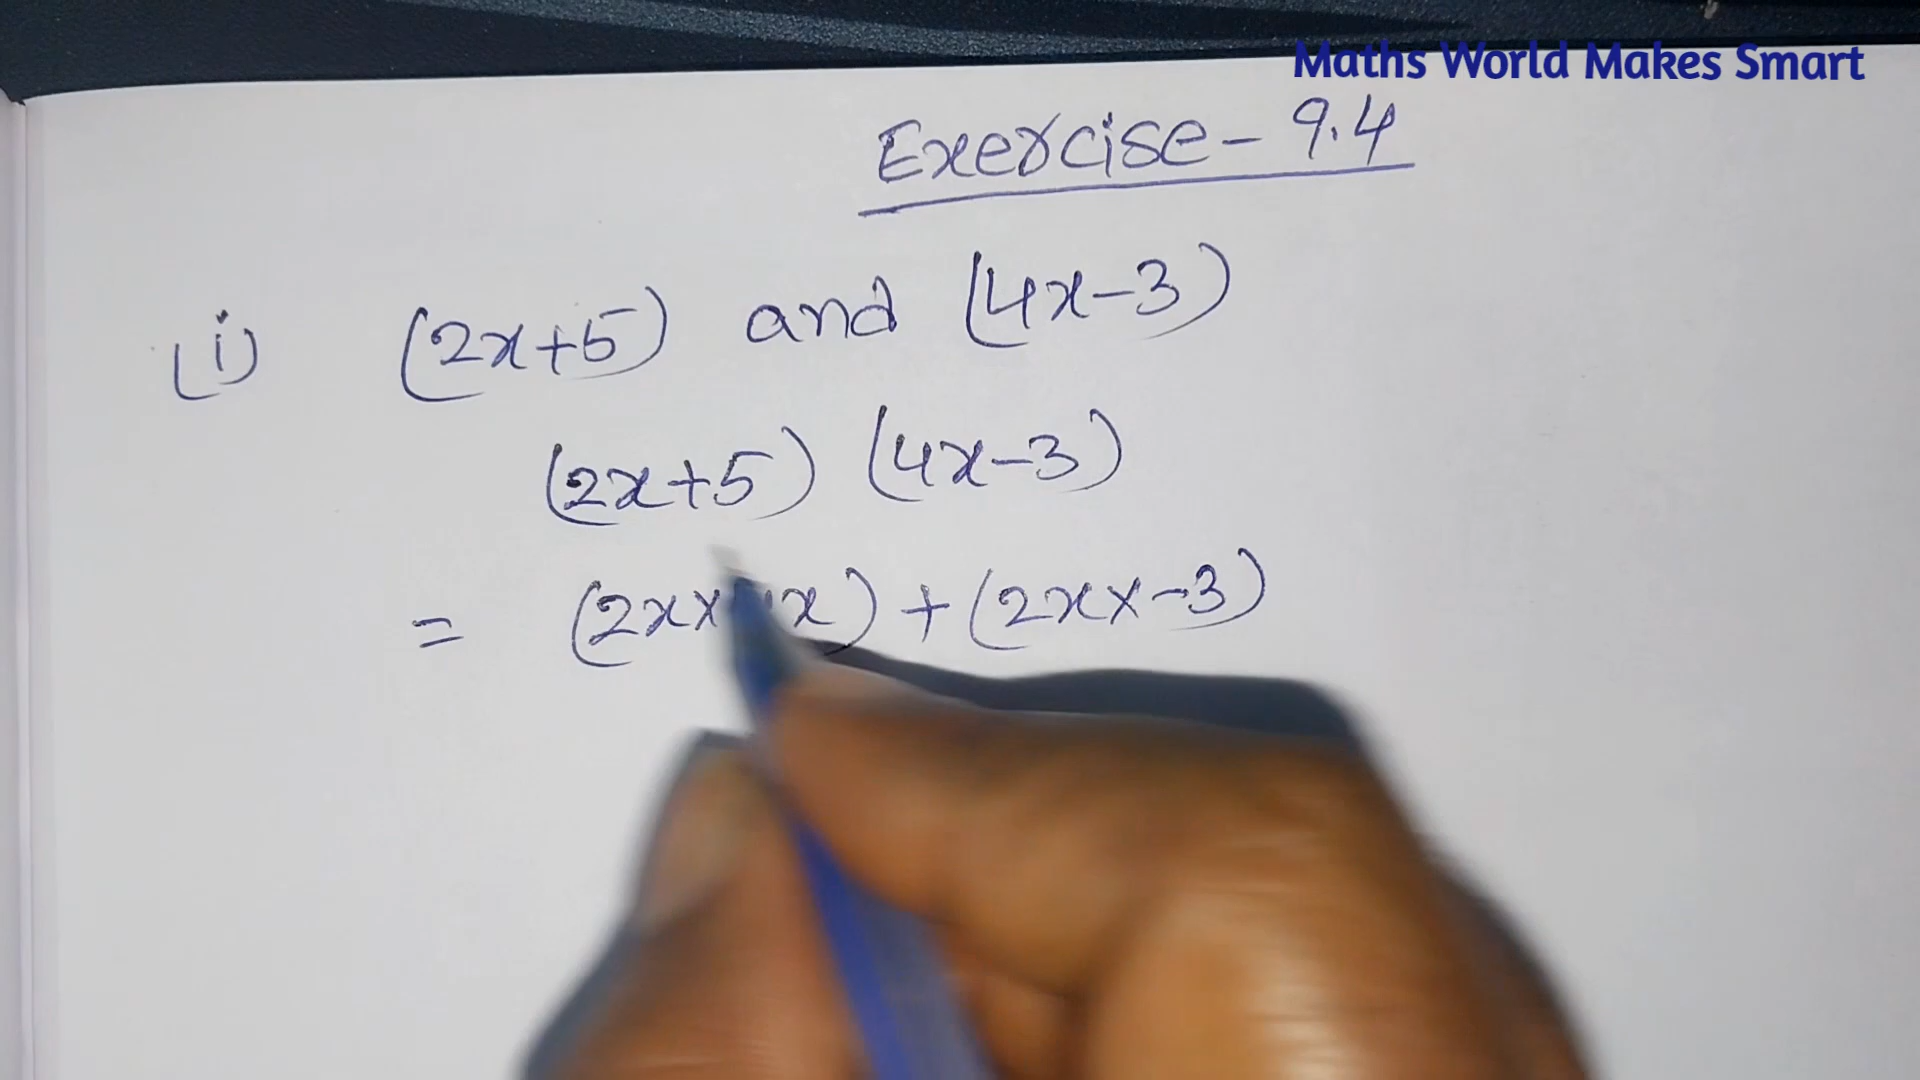 Maths World Makes Smart
Exercise - 9.4
(i) (2x+5) and (4x-3)
(2x+5) (4x-3)
= (2x× x) + (2x×-3)